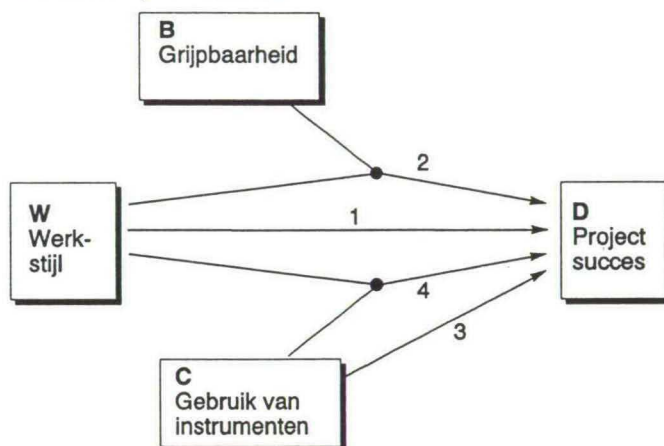 B
Grijpbaarheid
2
W
Werk-
stijl
1
D
Project
succes
4
3
C
Gebruik van
instrumenten